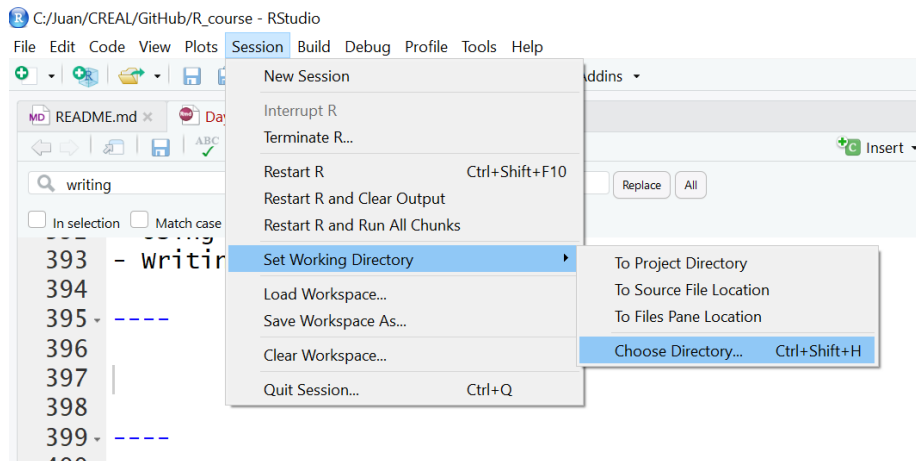 R C:/Juan/CREAL/GitHub/R_course - RStudio
File Edit Code View Plots Session Build Debug Profile Tools Help
Addins
MD README.md
Rmd Day
ABC
C Insert
writing
Replace All
In selection Match case
393 - Writin
394
395 ----
396
397
398
399 ----
New Session
Interrupt R
Terminate R...
Restart R Ctrl+Shift+F10
Restart R and Clear Output
Restart R and Run All Chunks
Set Working Directory
Load Workspace...
Save Workspace As...
Clear Workspace...
Quit Session... Ctrl+Q
To Project Directory
To Source File Location
To Files Pane Location
Choose Directory... Ctrl+Shift+H